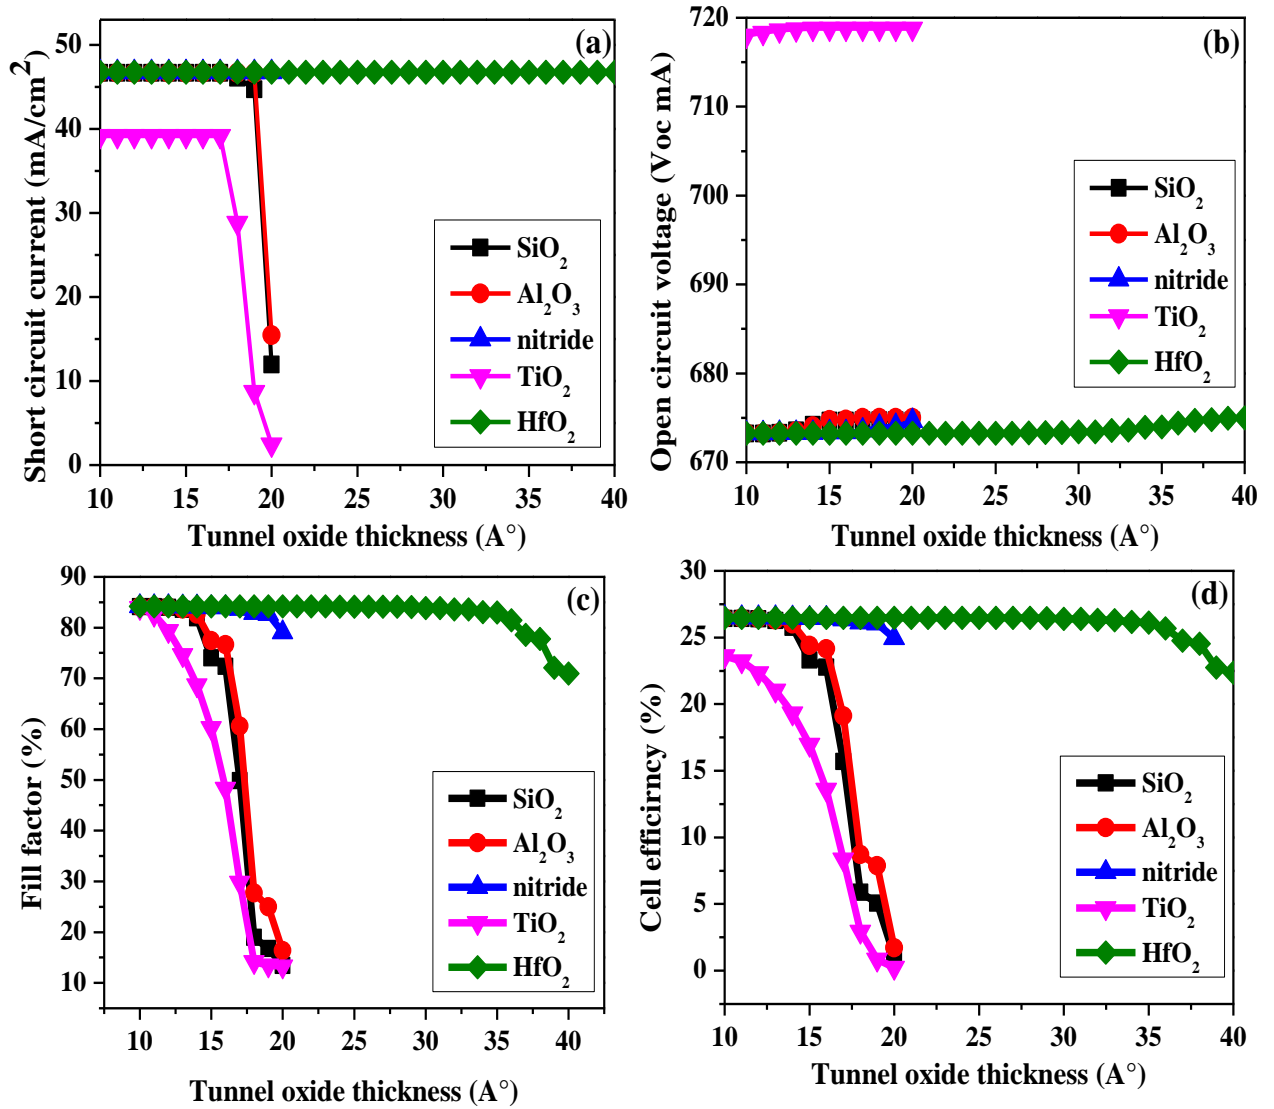 (a)
Short circuit current (mA/cm²)
50
40
30
20
10
0
SiO₂
Al₂O₃
nitride
TiO₂
HfO₂
10 15 20 25 30 35 40
Tunnel oxide thickness (A°)
(b)
Open circuit voltage (Voc mA)
720
710
700
690
680
670
SiO₂
Al₂O₃
nitride
TiO₂
HfO₂
10 15 20 25 30 35 40
Tunnel oxide thickness (A°)
(c)
Fill factor (%)
90
80
70
60
50
40
30
20
10
SiO₂
Al₂O₃
nitride
TiO₂
HfO₂
10 15 20 25 30 35 40
Tunnel oxide thickness (A°)
(d)
Cell efficirncy (%)
30
25
20
15
10
5
0
SiO₂
Al₂O₃
nitride
TiO₂
HfO₂
10 15 20 25 30 35 40
Tunnel oxide thickness (A°)